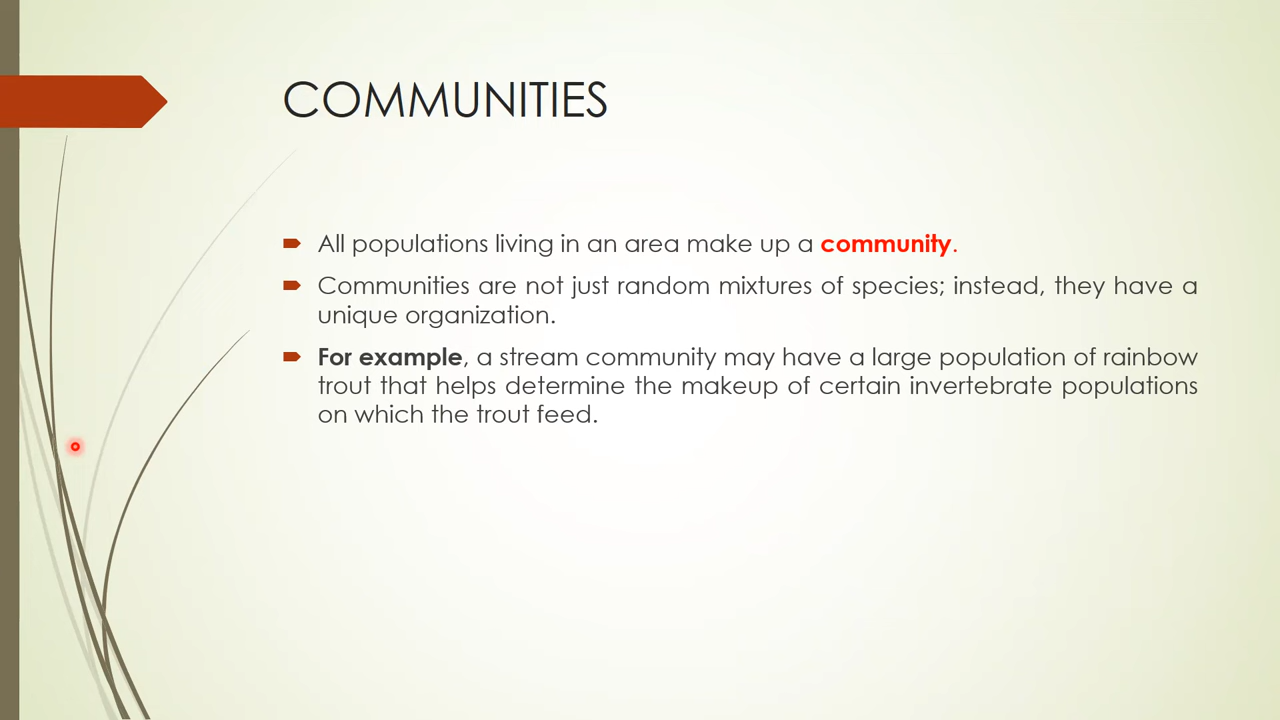 COMMUNITIES
All populations living in an area make up a community.
Communities are not just random mixtures of species; instead, they have a
unique organization.
For example, a stream community may have a large population of rainbow
trout that helps determine the makeup of certain invertebrate populations
on which the trout feed.